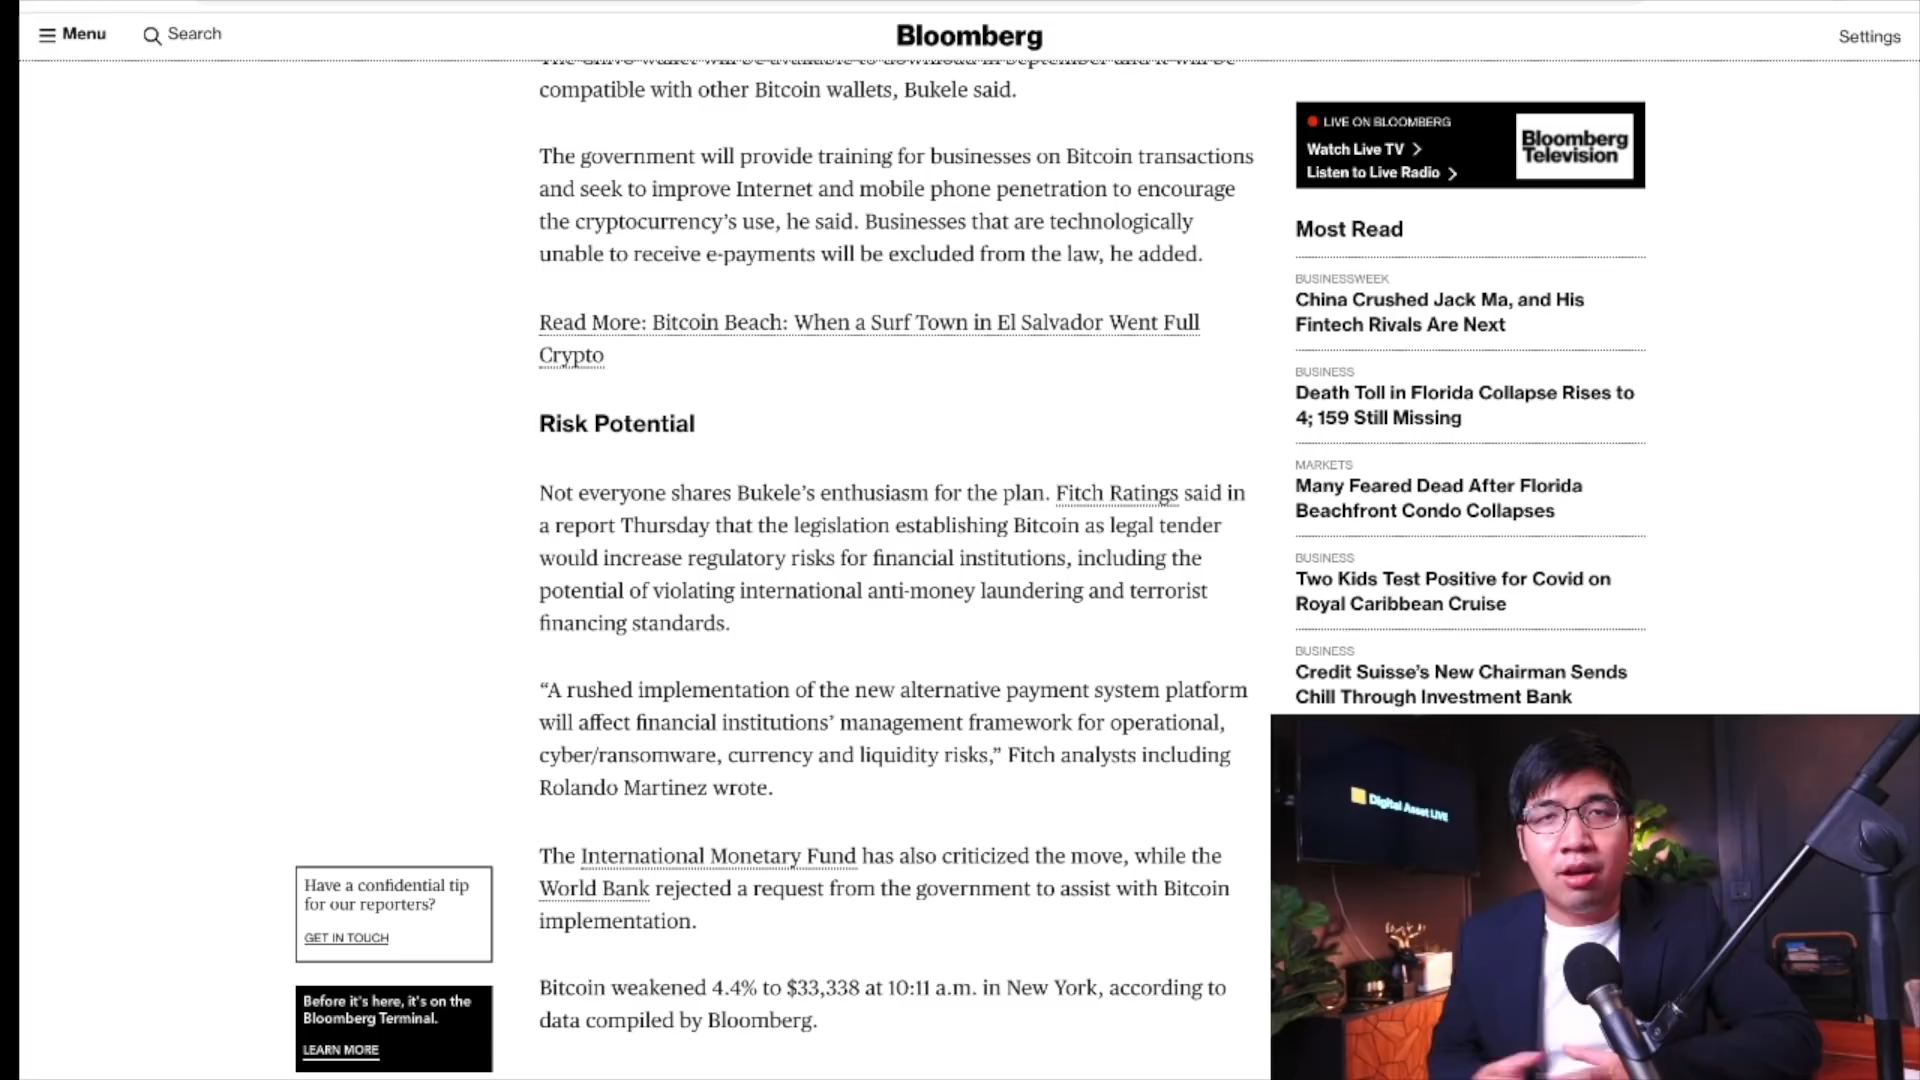 Menu
Search
Bloomberg
Settings
The Chivo wallet will be available to download in September and it will be
compatible with other Bitcoin wallets, Bukele said.
The government will provide training for businesses on Bitcoin transactions
and seek to improve Internet and mobile phone penetration to encourage
the cryptocurrency’s use, he said. Businesses that are technologically
unable to receive e-payments will be excluded from the law, he added.
Read More: Bitcoin Beach: When a Surf Town in El Salvador Went Full
Crypto
Risk Potential
Not everyone shares Bukele’s enthusiasm for the plan. Fitch Ratings said in
a report Thursday that the legislation establishing Bitcoin as legal tender
would increase regulatory risks for financial institutions, including the
potential of violating international anti-money laundering and terrorist
financing standards.
“A rushed implementation of the new alternative payment system platform
will affect financial institutions’ management framework for operational,
cyber/ransomware, currency and liquidity risks,” Fitch analysts including
Rolando Martinez wrote.
The International Monetary Fund has also criticized the move, while the
World Bank rejected a request from the government to assist with Bitcoin
implementation.
Bitcoin weakened 4.4% to $33,338 at 10:11 a.m. in New York, according to
data compiled by Bloomberg.
Have a confidential tip
for our reporters?
GET IN TOUCH
Before it's here, it's on the
Bloomberg Terminal.
LEARN MORE
LIVE ON BLOOMBERG
Watch Live TV
Listen to Live Radio
Bloomberg
Television
Most Read
BUSINESSWEEK
China Crushed Jack Ma, and His
Fintech Rivals Are Next
BUSINESS
Death Toll in Florida Collapse Rises to
4; 159 Still Missing
MARKETS
Many Feared Dead After Florida
Beachfront Condo Collapses
BUSINESS
Two Kids Test Positive for Covid on
Royal Caribbean Cruise
BUSINESS
Credit Suisse’s New Chairman Sends
Chill Through Investment Bank
Digital Asset LIVE